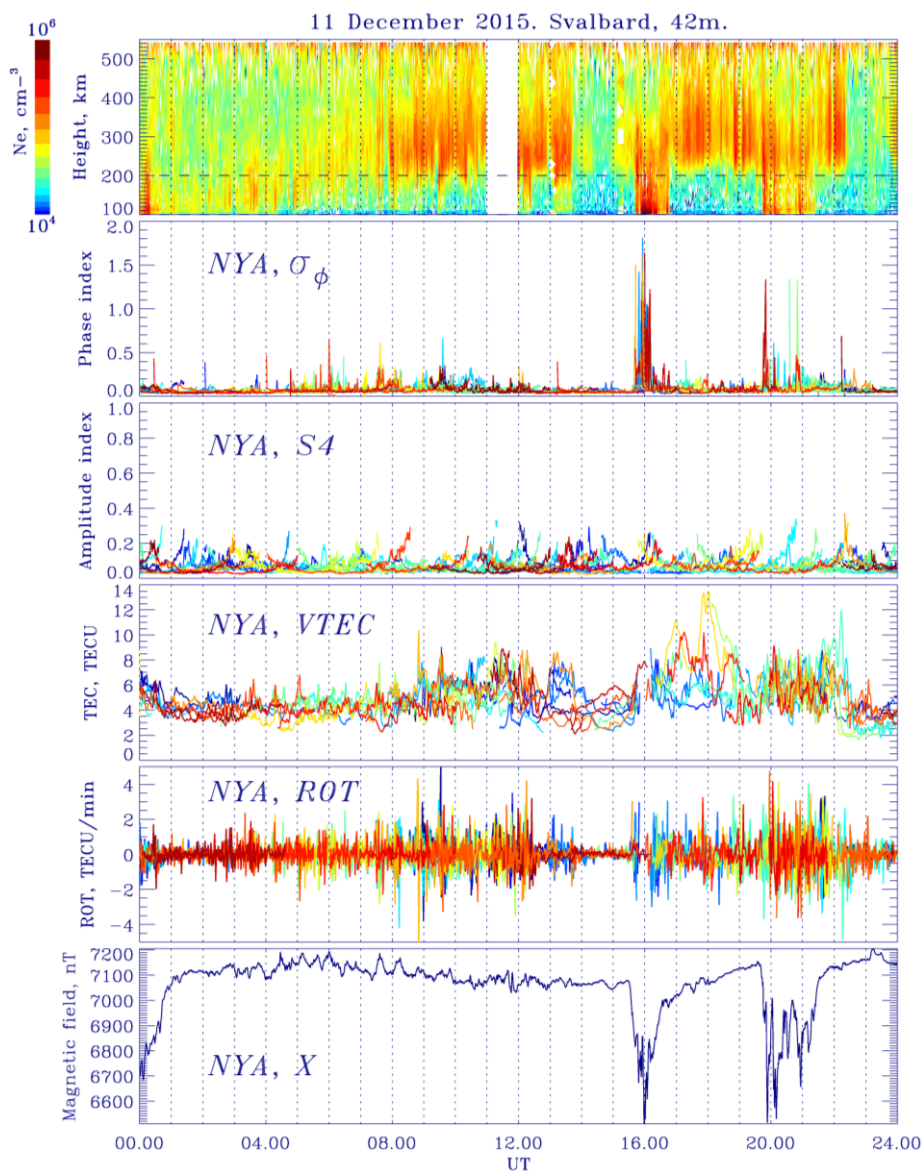 11 December 2015. Svalbard, 42m.
10⁶
Ne, cm⁻³
10⁴
Height, km
500
400
300
200
100
NYA, σϕ
Phase index
2.0
1.5
1.0
0.5
0.0
NYA, S4
Amplitude index
1.0
0.8
0.6
0.4
0.2
0.0
NYA, VTEC
TEC, TECU
14
12
10
8
6
4
2
0
NYA, ROT
ROT, TECU/min
4
2
0
−2
−4
NYA, X
Magnetic field, nT
7200
7100
7000
6900
6800
6700
6600
00.00 04.00 08.00 12.00 16.00 20.00 24.00
UT